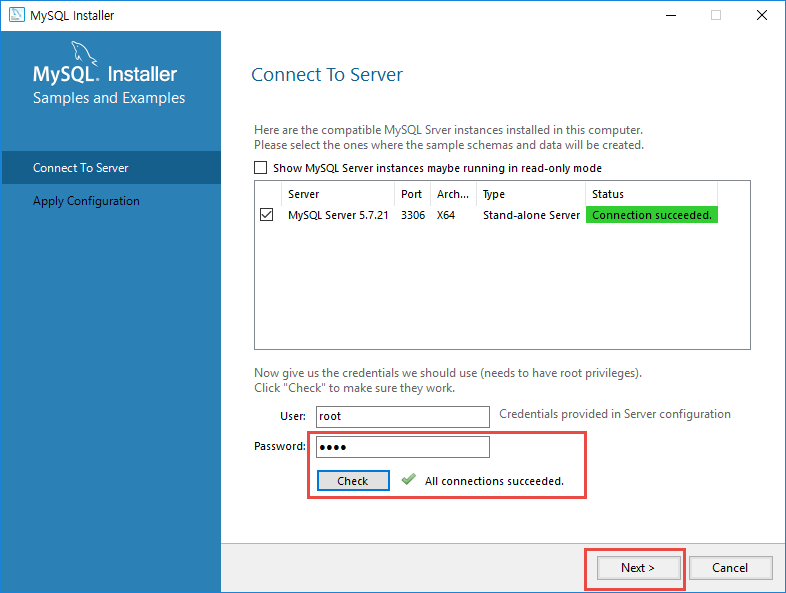 MySQL Installer
MySQL. Installer
Samples and Examples
Connect To Server
Apply Configuration
Connect To Server
Here are the compatible MySQL Srver instances installed in this computer.
Please select the ones where the sample schemas and data will be created.
Show MySQL Server instances maybe running in read-only mode
Server Port Arch... Type Status
MySQL Server 5.7.21 3306 X64 Stand-alone Server Connection succeeded.
Now give us the credentials we should use (needs to have root privileges).
Click "Check" to make sure they work.
User: root Credentials provided in Server configuration
Password: ●●●●
Check All connections succeeded.
Next > Cancel